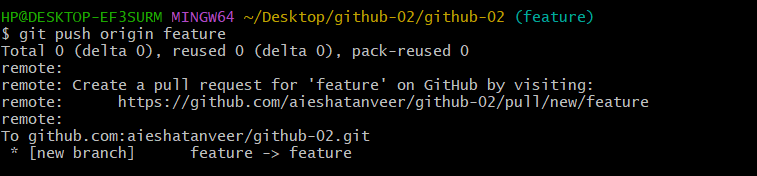 HP@DESKTOP-EF3SURM MINGW64 ~/Desktop/github-02/github-02 (feature)
$ git push origin feature
Total 0 (delta 0), reused 0 (delta 0), pack-reused 0
remote:
remote: Create a pull request for 'feature' on GitHub by visiting:
remote:      https://github.com/aieshatanveer/github-02/pull/new/feature
remote:
To github.com:aieshatanveer/github-02.git
 * [new branch]      feature -> feature